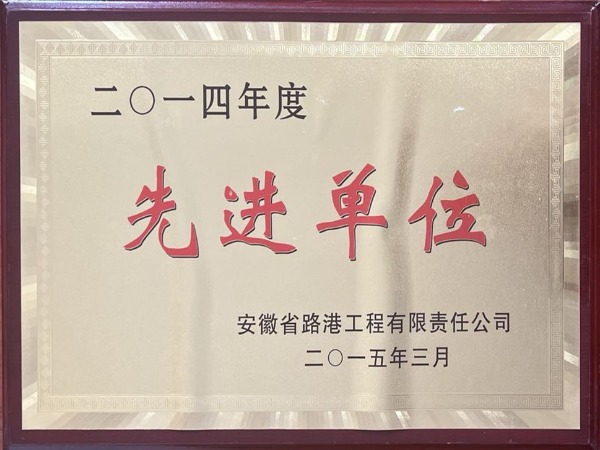 二〇一四年度
先进单位
安徽省路港工程有限责任公司
二〇一五年三月